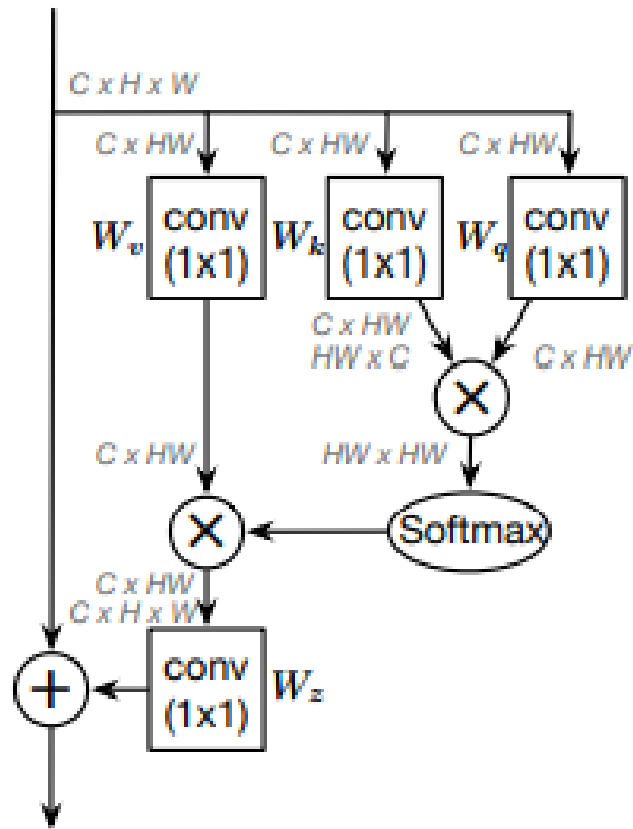 C x H x W
C x HW C x HW C x HW
W_v conv (1x1) W_k conv (1x1) W_q conv (1x1)
C x HW
HW x C C x HW
×
C x HW HW x HW
× Softmax
C x HW
C x H x W
+ conv (1x1) W_z